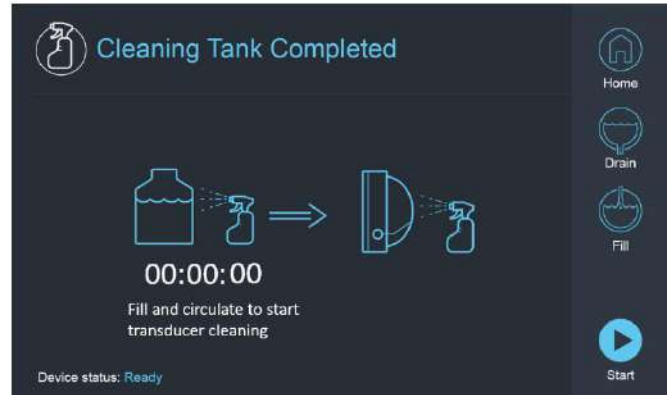 Cleaning Tank Completed
Home
Drain
Fill
00:00:00
Fill and circulate to start
transducer cleaning
Device status: Ready
Start